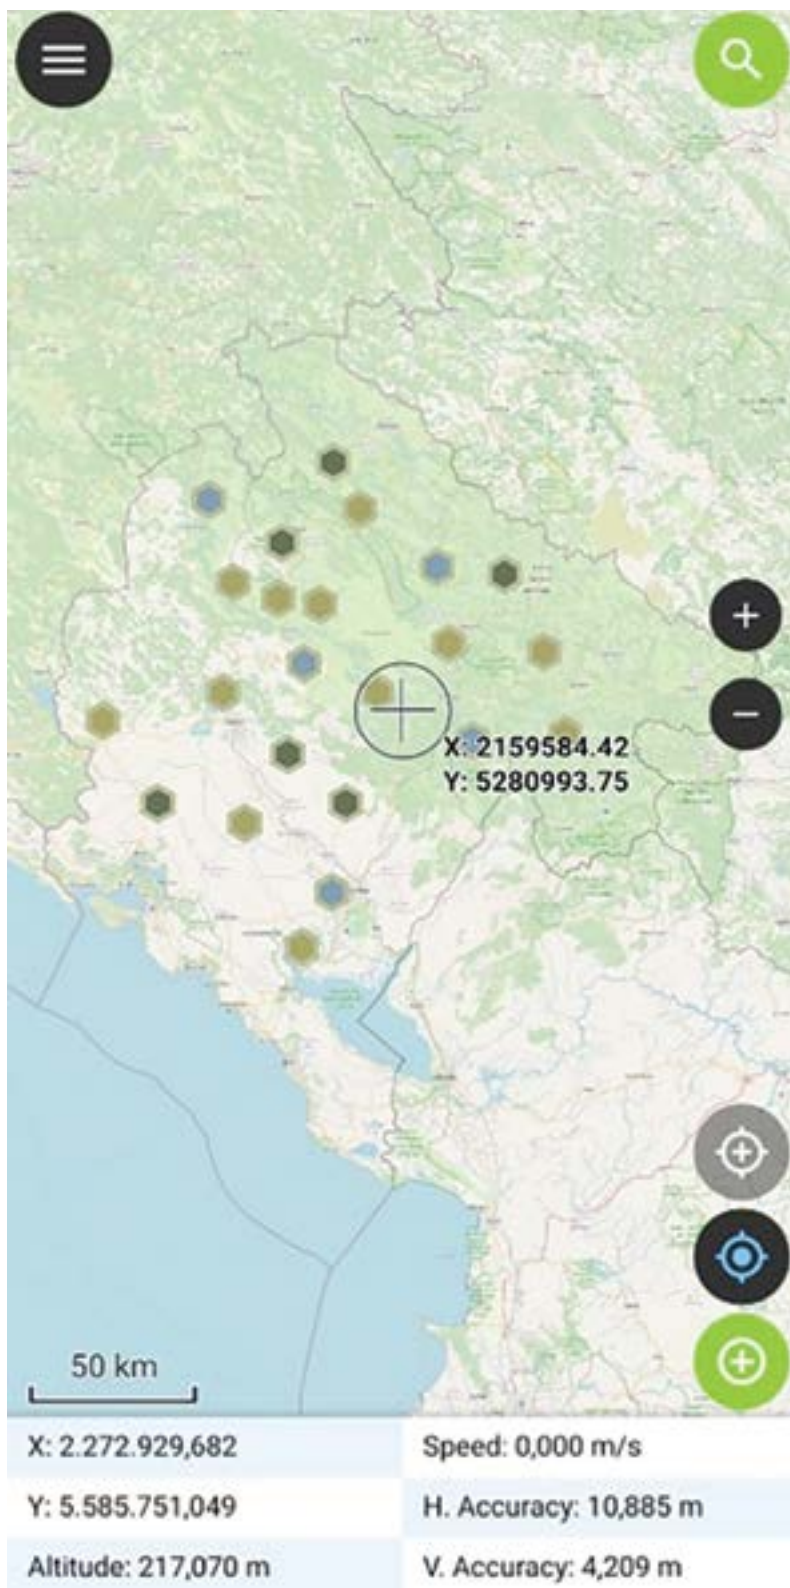 X: 2159584.42
Y: 5280993.75
50 km
X: 2.272.929,682
Speed: 0,000 m/s
Y: 5.585.751,049
H. Accuracy: 10,885 m
Altitude: 217,070 m
V. Accuracy: 4,209 m